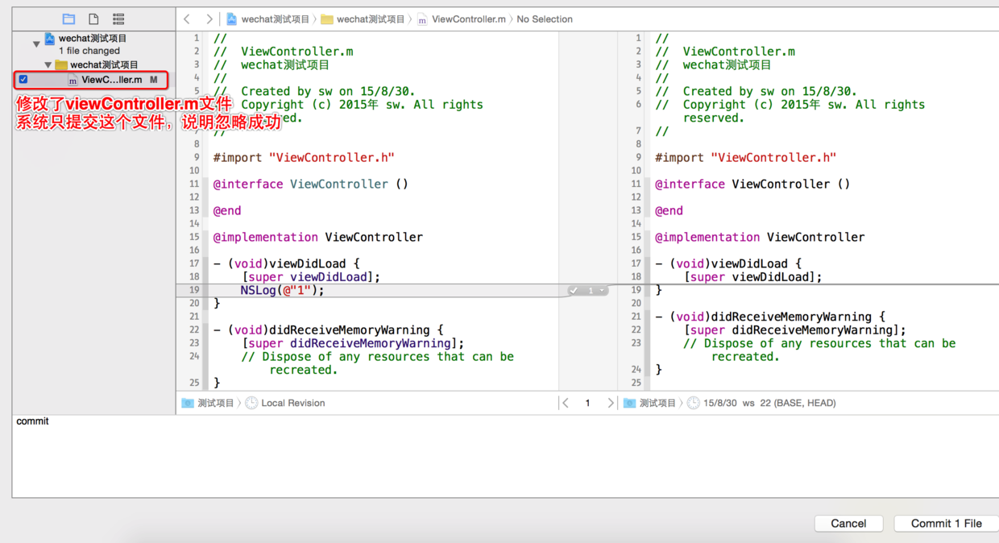 wechat测试项目 〉 wechat测试项目 〉 ViewController.m 〉 No Selection
wechat测试项目
1 file changed
wechat测试项目
ViewC...ller.m M
修改了viewController.m文件
系统只提交这个文件，说明忽略成功
1 //
2 // ViewController.m
3 // wechat测试项目
4 //
5 // Created by sw on 15/8/30.
Copyright (c) 2015年 sw. All rights
ed.
//
8
9 #import "ViewController.h"
10
11 @interface ViewController ()
12
13 @end
14
15 @implementation ViewController
16
17 - (void)viewDidLoad {
18 [super viewDidLoad];
19 NSLog(@"1");
20 }
21
22 - (void)didReceiveMemoryWarning {
23 [super didReceiveMemoryWarning];
24 // Dispose of any resources that can be
recreated.
25 }
1
1 //
2 // ViewController.m
3 // wechat测试项目
4 //
5 // Created by sw on 15/8/30.
6 // Copyright (c) 2015年 sw. All rights
reserved.
7 //
8
9 #import "ViewController.h"
10
11 @interface ViewController ()
12
13 @end
14
15 @implementation ViewController
16
17 - (void)viewDidLoad {
18 [super viewDidLoad];
19 }
20
21 - (void)didReceiveMemoryWarning {
22 [super didReceiveMemoryWarning];
23 // Dispose of any resources that can be
recreated.
24 }
25
测试项目 〉 Local Revision
1
测试项目 〉 15/8/30 ws 22 (BASE, HEAD)
commit
Cancel
Commit 1 File